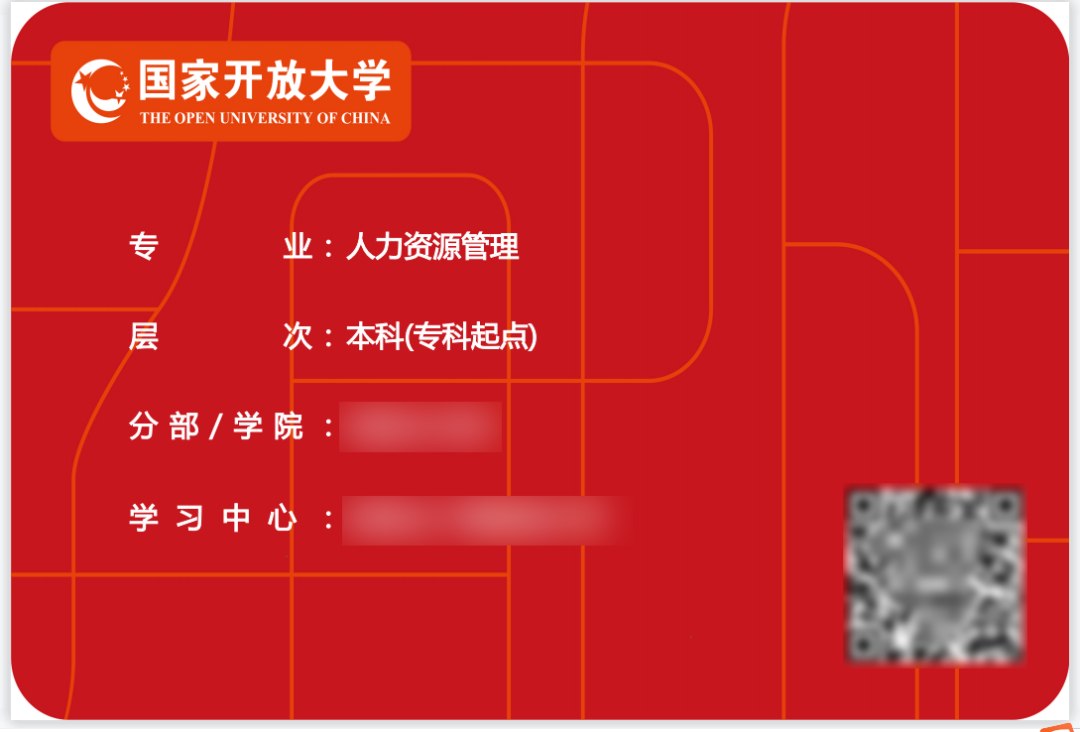 国家开放大学
THE OPEN UNIVERSITY OF CHINA
专 业：人力资源管理
层 次：本科(专科起点)
分部/学院：
学习中心：